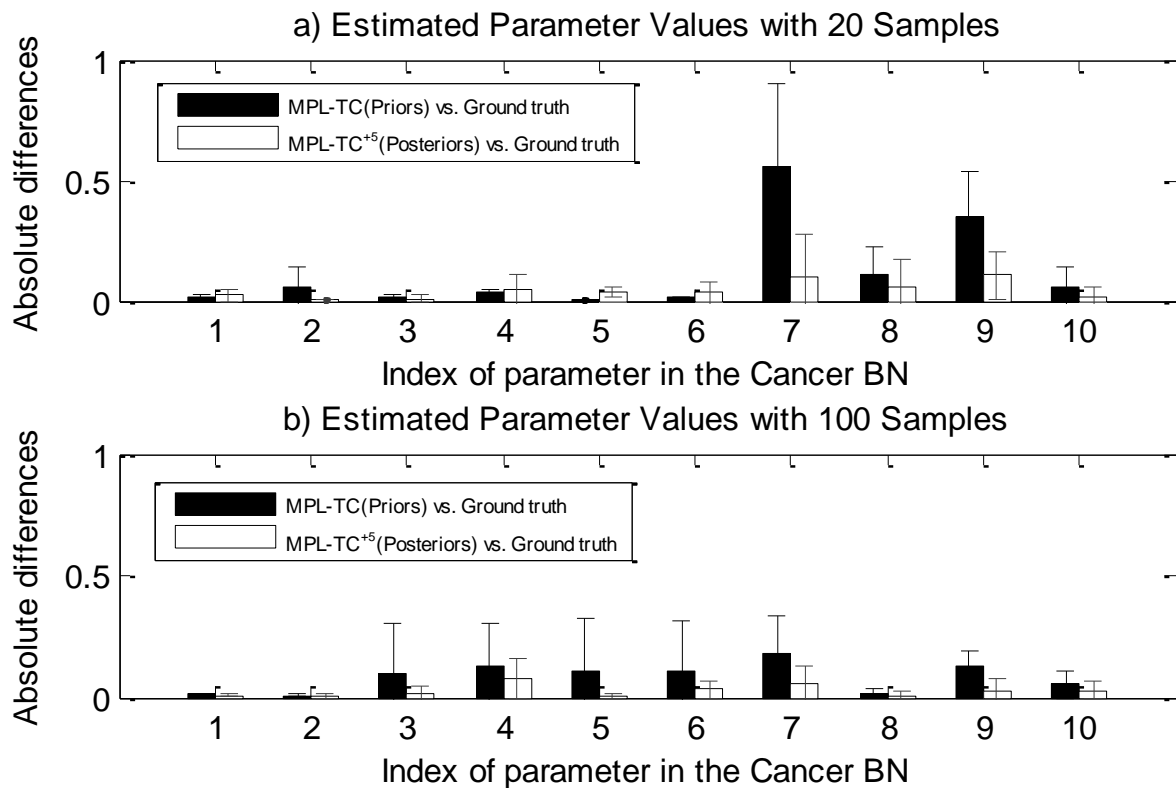 a) Estimated Parameter Values with 20 Samples
Absolute differences
1
0.5
0
MPL-TC(Priors) vs. Ground truth
MPL-TC+5(Posteriors) vs. Ground truth
1 2 3 4 5 6 7 8 9 10
Index of parameter in the Cancer BN
b) Estimated Parameter Values with 100 Samples
Absolute differences
1
0.5
0
MPL-TC(Priors) vs. Ground truth
MPL-TC+5(Posteriors) vs. Ground truth
1 2 3 4 5 6 7 8 9 10
Index of parameter in the Cancer BN